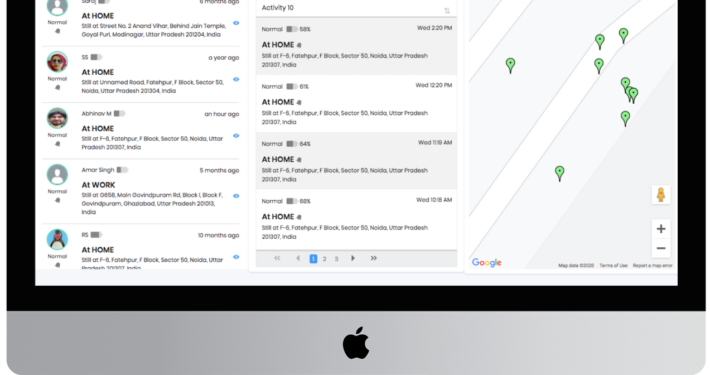 Saroj
6 months ago
Normal
At HOME
Still at Street No. 2 Anand Vihar, Behind Jain Temple,
Goyal Puri, Modinagar, Uttar Pradesh 201204, India
SS
a year ago
Normal
At HOME
Still at Unnamed Road, Fatehpur, F Block, Sector 50,
Noida, Uttar Pradesh 201304, India
Abhinav M
an hour ago
Normal
At HOME
Still at F-6, Fatehpur, F Block, Sector 50, Noida, Uttar
Pradesh 201307, India
Amar Singh
5 months ago
Normal
At WORK
Still at G658, Main Govindpuram Rd, Block I, Block F,
Govindpuram, Ghaziabad, Uttar Pradesh 201013,
India
RS
10 months ago
Normal
At HOME
Still at F-6, Fatehpur, F Block, Sector 50, Noida, Uttar
Pradesh 201307, India
Activity 10
Normal 58%
Wed 2:20 PM
At HOME
Still at F-6, Fatehpur, F Block, Sector 50, Uttar Pradesh
201307, India
Normal 61%
Wed 12:20 PM
At HOME
Still at F-6, Fatehpur, F Block, Sector 50, Noida, Uttar Pradesh
201307, India
Normal 64%
Wed 11:19 AM
At HOME
Still at F-6, Fatehpur, F Block, Sector 50, Noida, Uttar Pradesh
201307, India
Normal 66%
Wed 10:18 AM
At HOME
Still at F-6, Fatehpur, F Block, Sector 50, Noida, Uttar Pradesh
201307, India
1 2 3
Google
Map data ©2020 Terms of Use Report a map error